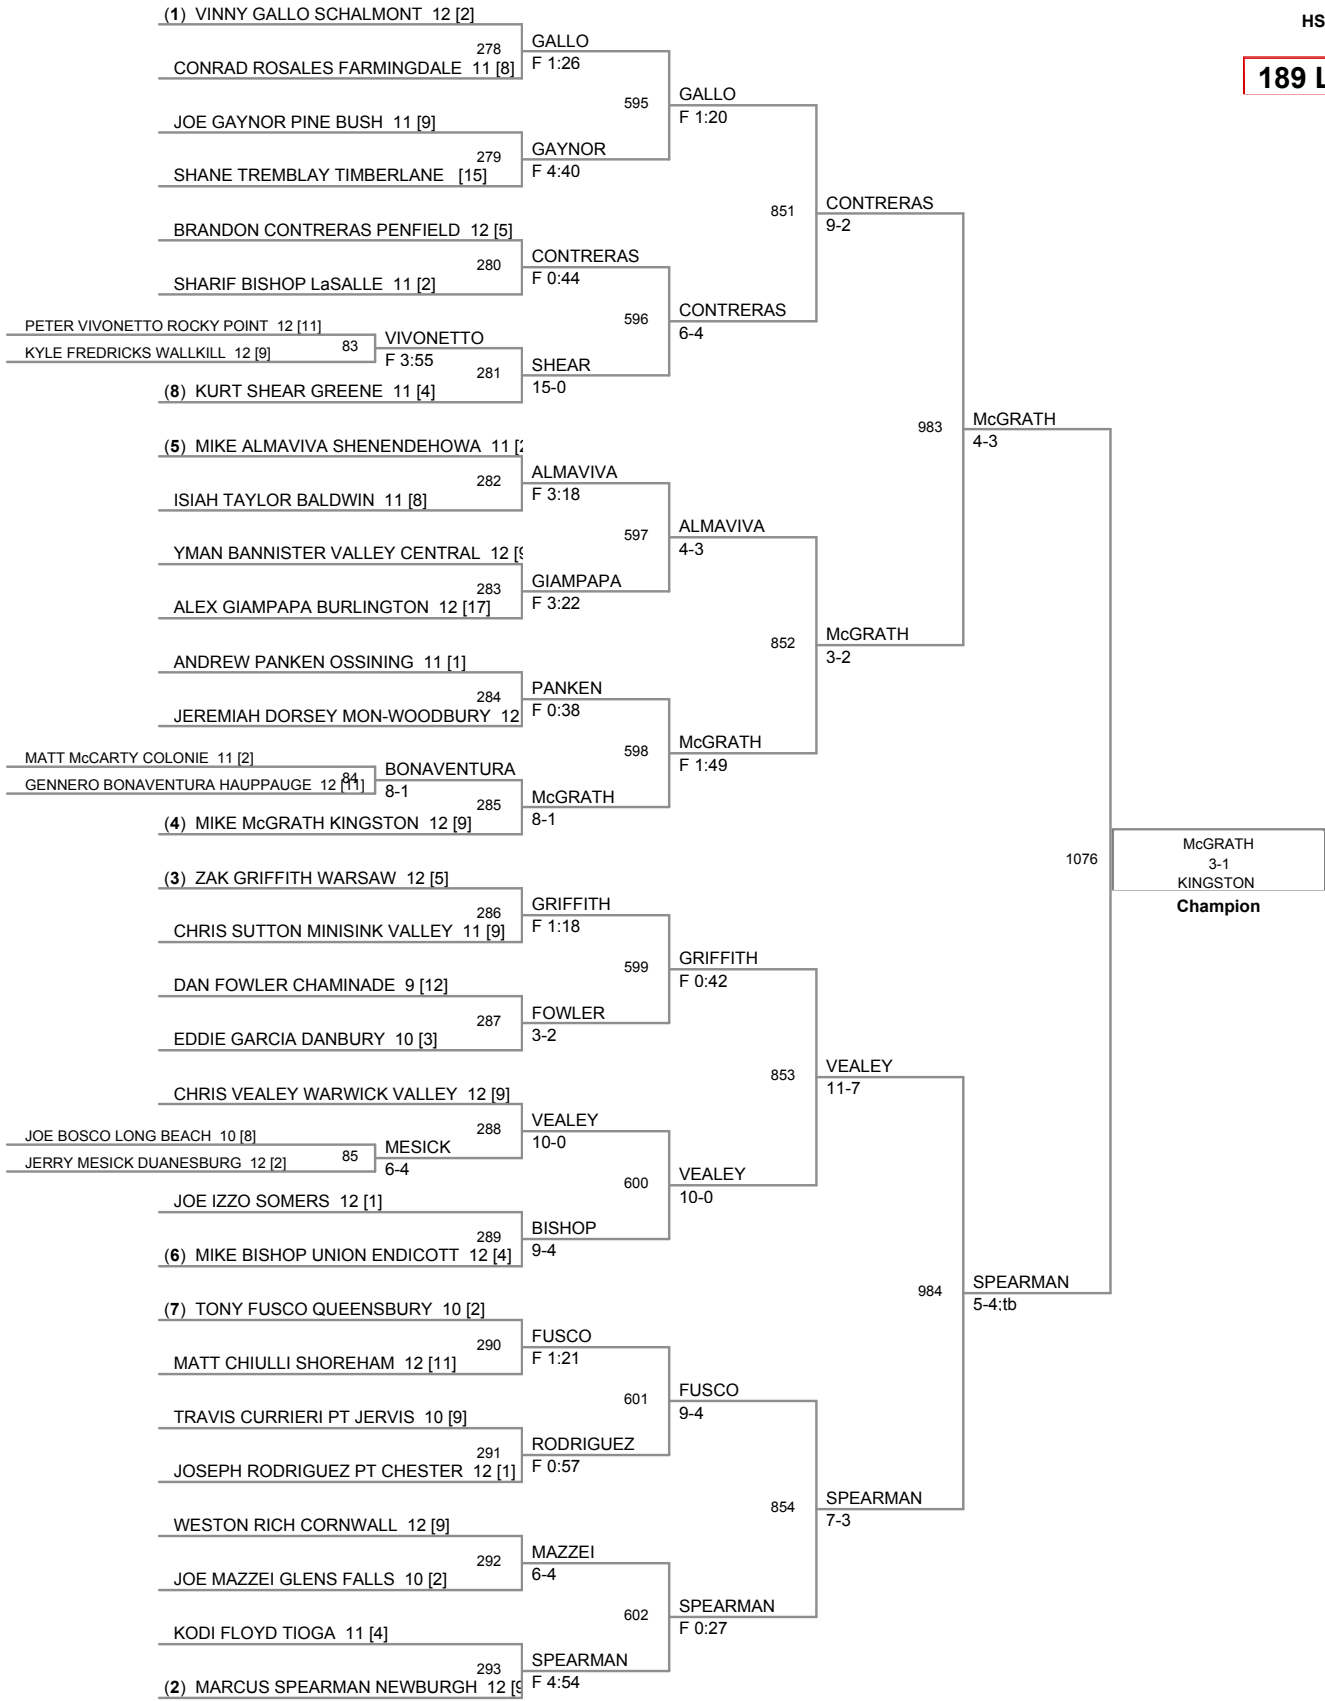 HS
189 L
(1) VINNY GALLO SCHALMONT 12 [2]
278
CONRAD ROSALES FARMINGDALE 11 [8]
GALLO
F 1:26
JOE GAYNOR PINE BUSH 11 [9]
279
SHANE TREMBLAY TIMBERLANE [15]
GAYNOR
F 4:40
595
GALLO
F 1:20
BRANDON CONTRERAS PENFIELD 12 [5]
280
SHARIF BISHOP LaSALLE 11 [2]
CONTRERAS
F 0:44
PETER VIVONETTO ROCKY POINT 12 [11]
KYLE FREDRICKS WALLKILL 12 [9]
83
VIVONETTO
F 3:55
281
(8) KURT SHEAR GREENE 11 [4]
SHEAR
15-0
596
CONTRERAS
6-4
851
CONTRERAS
9-2
(5) MIKE ALMAVIVA SHENENDEHOWA 11 [2
282
ISIAH TAYLOR BALDWIN 11 [8]
ALMAVIVA
F 3:18
YMAN BANNISTER VALLEY CENTRAL 12 [9
283
ALEX GIAMPAPA BURLINGTON 12 [17]
GIAMPAPA
F 3:22
597
ALMAVIVA
4-3
ANDREW PANKEN OSSINING 11 [1]
284
JEREMIAH DORSEY MON-WOODBURY 12
PANKEN
F 0:38
MATT McCARTY COLONIE 11 [2]
GENNERO BONAVENTURA HAUPPAUGE 12 [11]
84
BONAVENTURA
8-1
285
(4) MIKE McGRATH KINGSTON 12 [9]
McGRATH
8-1
598
McGRATH
F 1:49
852
McGRATH
3-2
983
McGRATH
4-3
(3) ZAK GRIFFITH WARSAW 12 [5]
286
CHRIS SUTTON MINISINK VALLEY 11 [9]
GRIFFITH
F 1:18
DAN FOWLER CHAMINADE 9 [12]
287
EDDIE GARCIA DANBURY 10 [3]
FOWLER
3-2
599
GRIFFITH
F 0:42
CHRIS VEALEY WARWICK VALLEY 12 [9]
288
JOE BOSCO LONG BEACH 10 [8]
JERRY MESICK DUANESBURG 12 [2]
85
MESICK
6-4
VEALEY
10-0
JOE IZZO SOMERS 12 [1]
289
(6) MIKE BISHOP UNION ENDICOTT 12 [4]
BISHOP
9-4
600
VEALEY
10-0
853
VEALEY
11-7
(7) TONY FUSCO QUEENSBURY 10 [2]
290
MATT CHIULLI SHOREHAM 12 [11]
FUSCO
F 1:21
TRAVIS CURRIERI PT JERVIS 10 [9]
291
JOSEPH RODRIGUEZ PT CHESTER 12 [1]
RODRIGUEZ
F 0:57
601
FUSCO
9-4
WESTON RICH CORNWALL 12 [9]
292
JOE MAZZEI GLENS FALLS 10 [2]
MAZZEI
6-4
KODI FLOYD TIOGA 11 [4]
293
(2) MARCUS SPEARMAN NEWBURGH 12 [9
SPEARMAN
F 4:54
602
SPEARMAN
F 0:27
854
SPEARMAN
7-3
984
SPEARMAN
5-4;tb
1076
McGRATH
3-1
KINGSTON
Champion